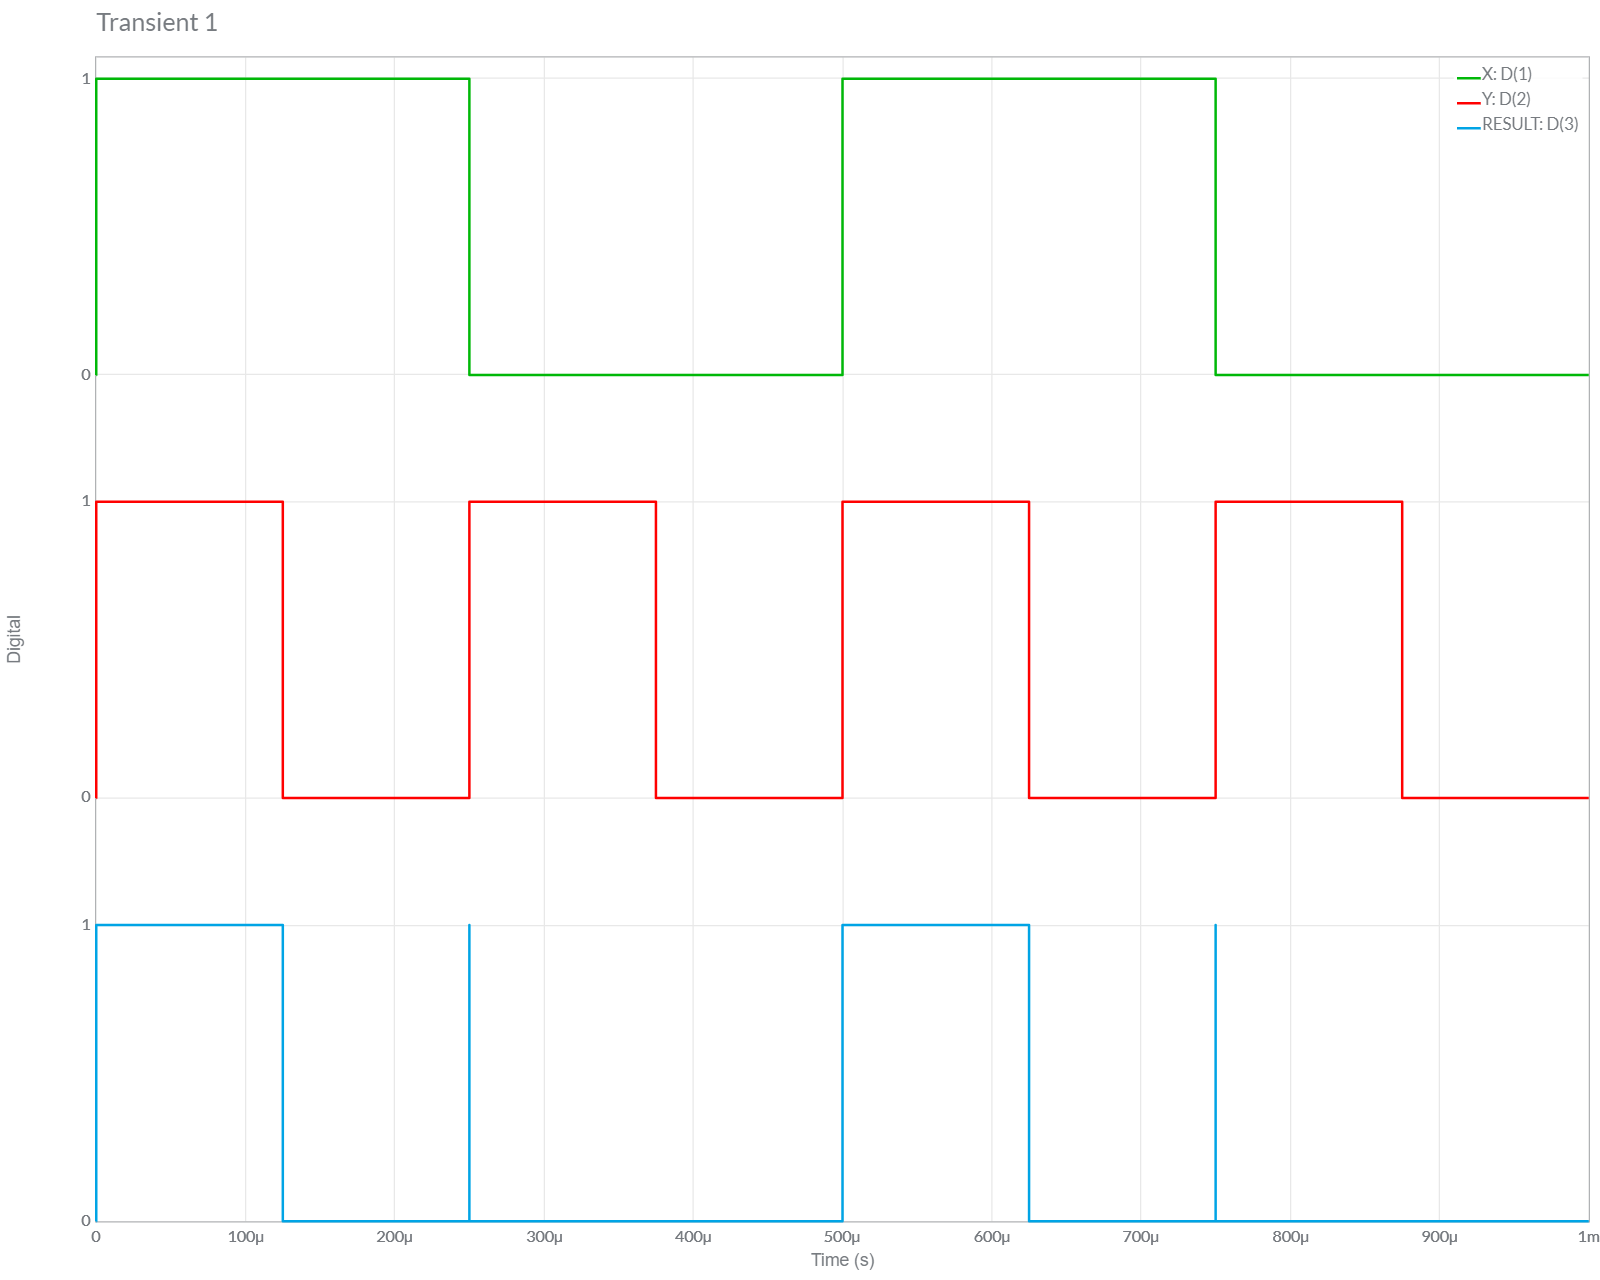 Transient 1
X: D(1)
Y: D(2)
RESULT: D(3)
1
0
1
0
1
0
Digital
0 100µ 200µ 300µ 400µ 500µ 600µ 700µ 800µ 900µ 1m
Time (s)